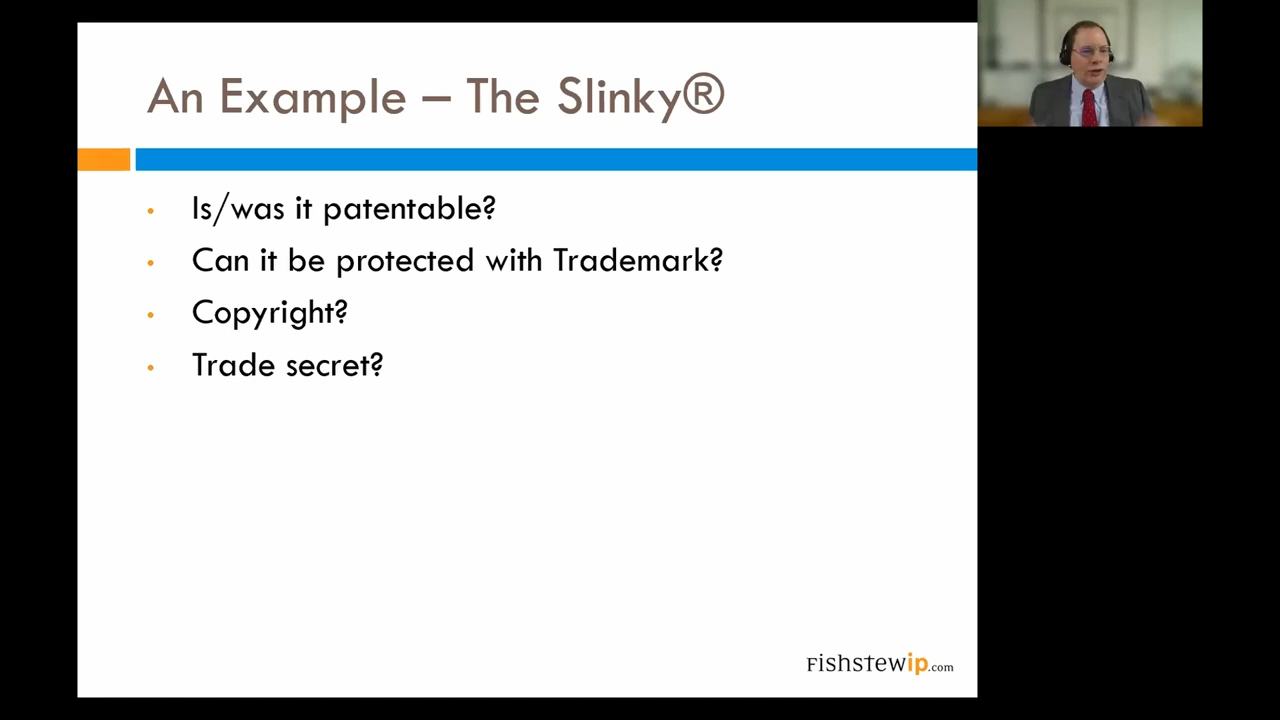 An Example – The Slinky®
• Is/was it patentable?
• Can it be protected with Trademark?
• Copyright?
• Trade secret?
Fishstewip.com